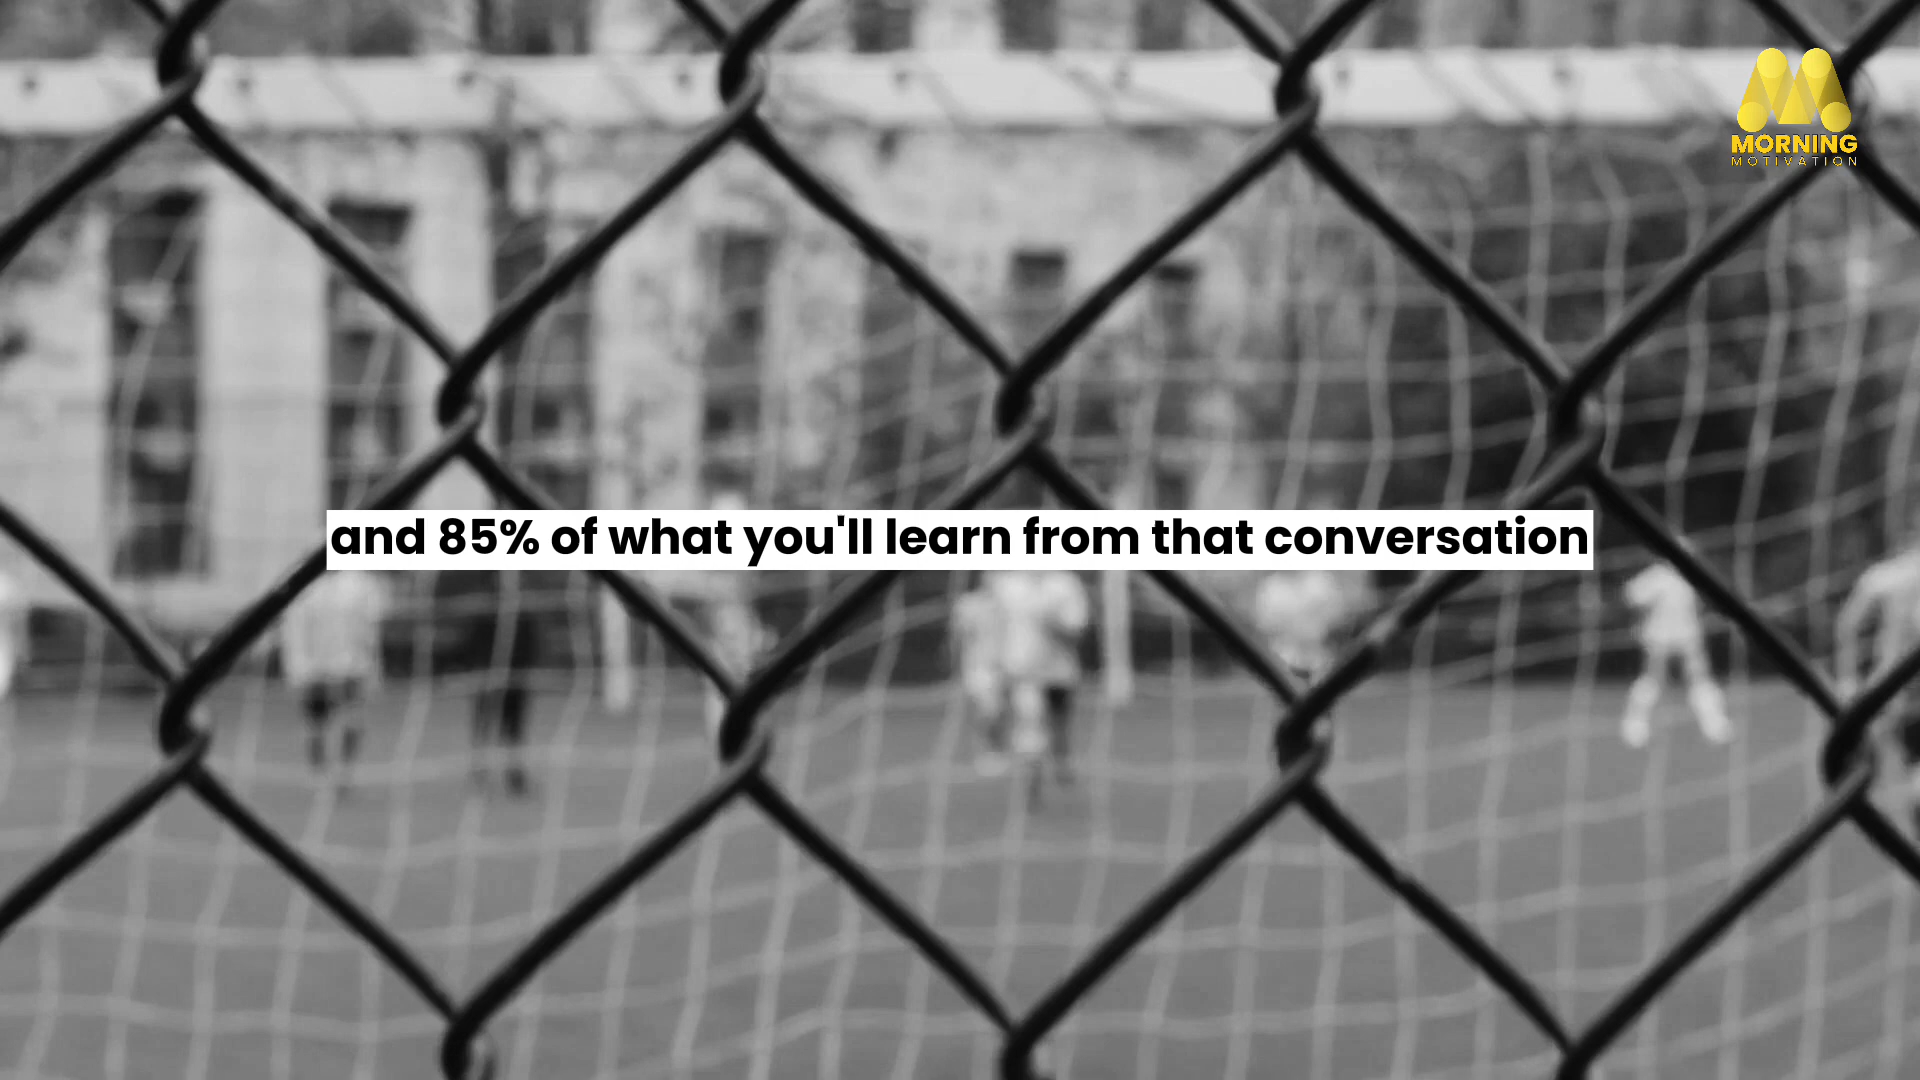 MORNING
MOTIVATION
and 85% of what you'll learn from that conversation